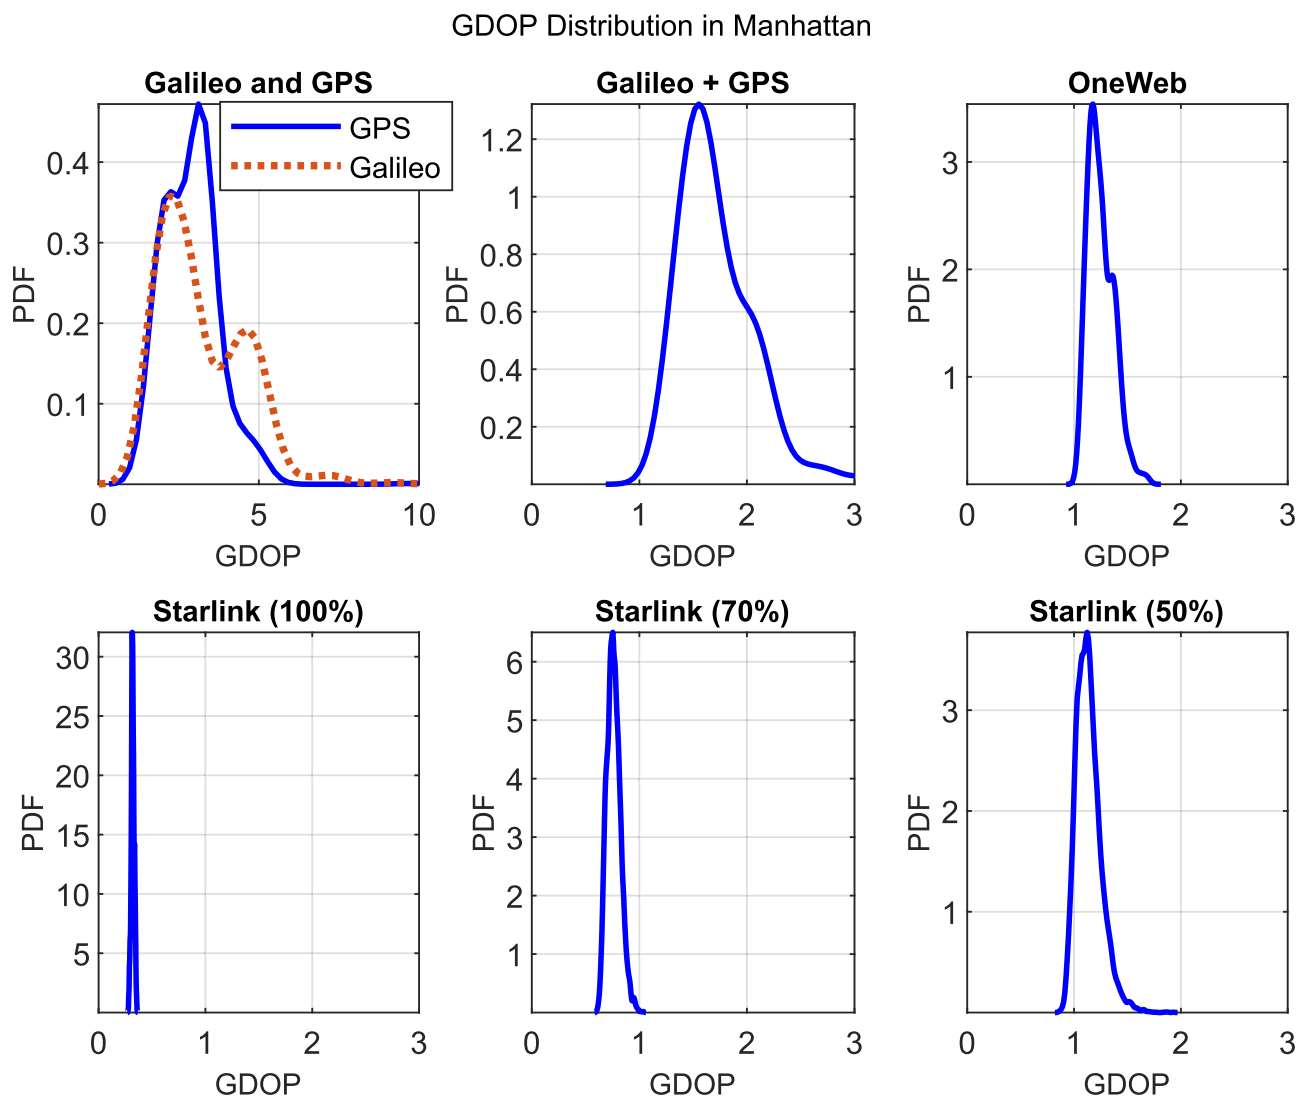 GDOP Distribution in Manhattan
Galileo and GPS
GPS
Galileo
0.4
0.3
0.2
0.1
PDF
0 5 10
GDOP
Galileo + GPS
1.2
1
0.8
0.6
0.4
0.2
PDF
0 1 2 3
GDOP
OneWeb
3
2
1
PDF
0 1 2 3
GDOP
Starlink (100%)
30
25
20
15
10
5
PDF
0 1 2 3
GDOP
Starlink (70%)
6
5
4
3
2
1
PDF
0 1 2 3
GDOP
Starlink (50%)
3
2
1
PDF
0 1 2 3
GDOP